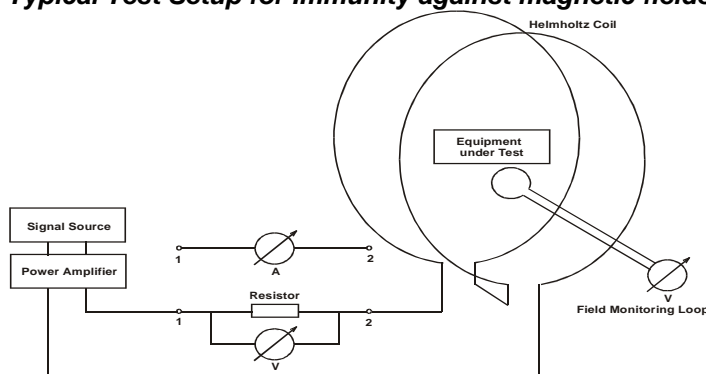 Typical Test Setup for Immunity against magnetic fields
Helmholtz Coil
Equipment
under Test
Signal Source
Power Amplifier
1
2
A
Resistor
1
2
V
V
Field Monitoring Loop